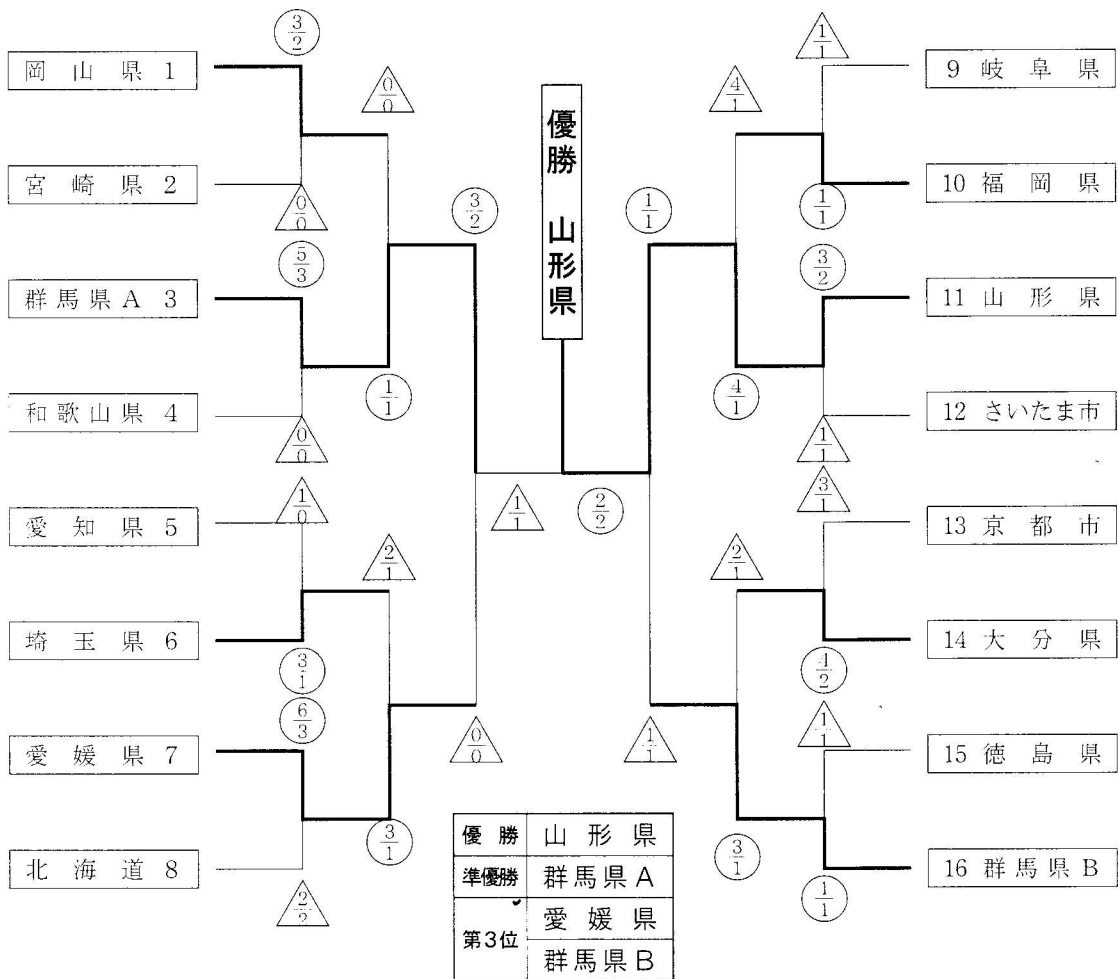 3/2
岡山県 1
0/0
宮崎県 2
0/0
5/3
群馬県A 3
1/1
和歌山県 4
0/0
1/0
愛知県 5
2/1
埼玉県 6
3/1
6/3
愛媛県 7
3/1
北海道 8
2/2
3/2
0/0
1/1
優勝 山形県
2/2
1/1
1/1
1/1
9 岐阜県
4/1
10 福岡県
1/1
3/2
11 山形県
4/1
12 さいたま市
1/1
3/1
13 京都市
2/1
14 大分県
4/2
1/1
15 徳島県
3/1
16 群馬県B
1/1
優勝 山形県
準優勝 群馬県A
第3位 愛媛県
群馬県B